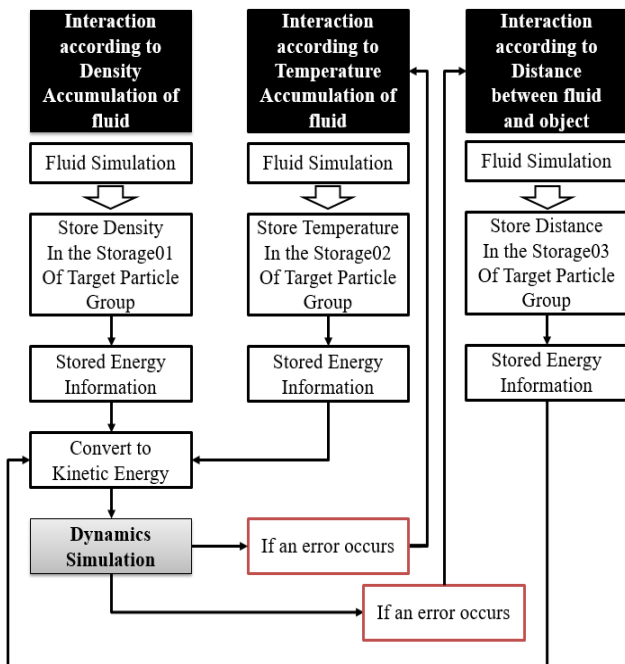 Interaction
according to
Density
Accumulation of
fluid
Fluid Simulation
Store Density
In the Storage01
Of Target Particle
Group
Stored Energy
Information
Convert to
Kinetic Energy
Dynamics
Simulation
Interaction
according to
Temperature
Accumulation of
fluid
Fluid Simulation
Store Temperature
In the Storage02
Of Target Particle
Group
Stored Energy
Information
If an error occurs
Interaction
according to
Distance
between fluid
and object
Fluid Simulation
Store Distance
In the Storage03
Of Target Particle
Group
Stored Energy
Information
If an error occurs